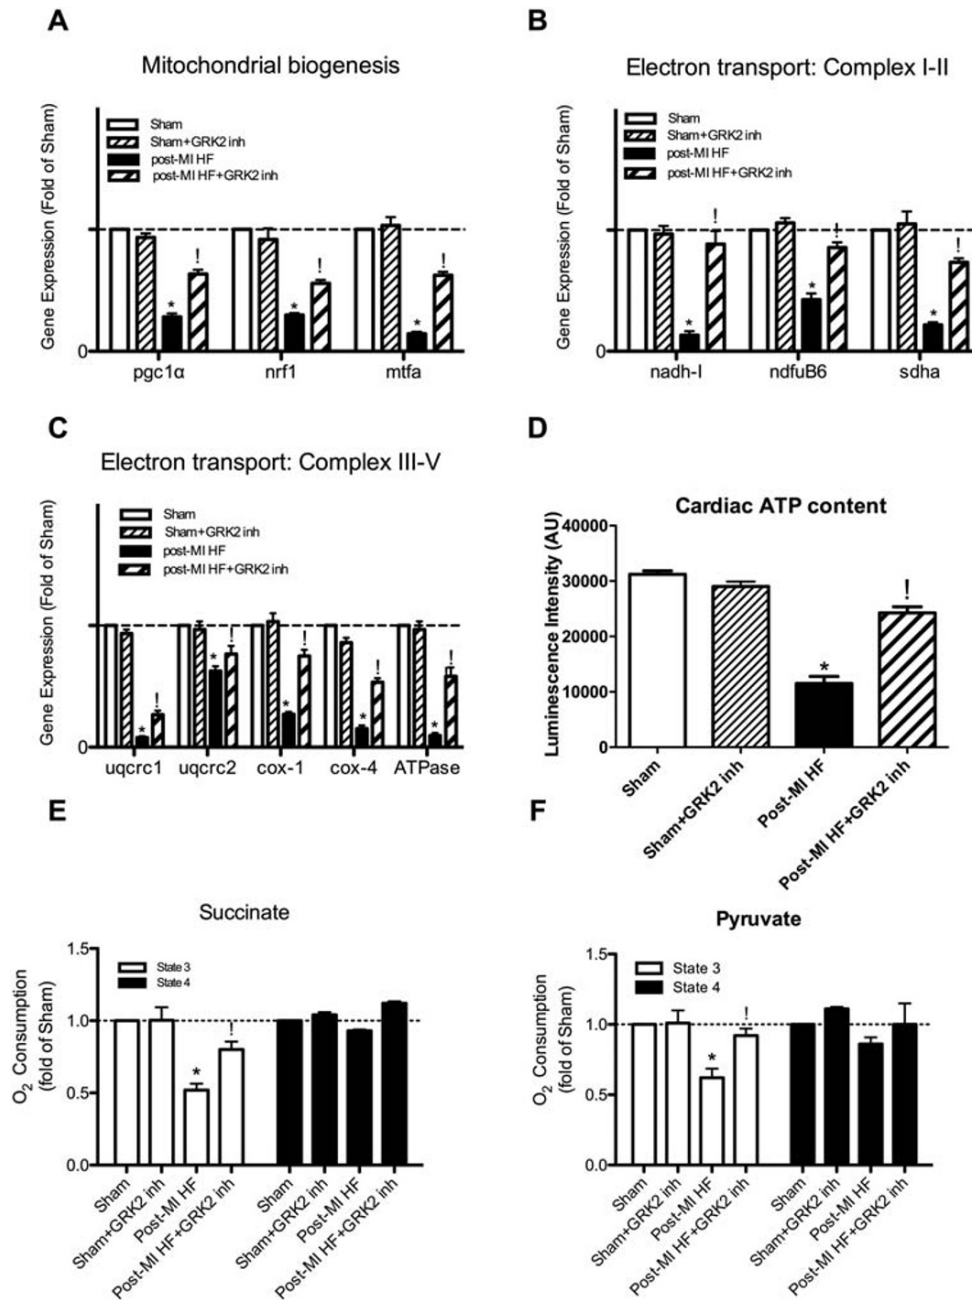 A
Mitochondrial biogenesis
Gene Expression (Fold of Sham)
Sham
Sham+GRK2 inh
post-MI HF
post-MI HF+GRK2 inh
! ! !
* * *
0
pgc1α nrf1 mtfa
B
Electron transport: Complex I-II
Gene Expression (Fold of Sham)
Sham
Sham+GRK2 inh
post-MI HF
post-MI HF+GRK2 inh
! ! !
* * *
0
nadh-I ndfuB6 sdha
C
Electron transport: Complex III-V
Gene Expression (Fold of Sham)
Sham
Sham+GRK2 inh
post-MI HF
post-MI HF+GRK2 inh
! ! ! ! !
* * * * *
0
uqcrc1 uqcrc2 cox-1 cox-4 ATPase
D
Cardiac ATP content
Luminescence Intensity (AU)
40000
30000
20000
10000
0
* !
Sham
Sham+GRK2 inh
Post-MI HF
Post-MI HF+GRK2 inh
E
Succinate
O2 Consumption
(fold of Sham)
1.5
1.0
0.5
0.0
State 3
State 4
* !
Sham
Sham+GRK2 inh
Post-MI HF
Post-MI HF+GRK2 inh
Sham
Sham+GRK2 inh
Post-MI HF
Post-MI HF+GRK2 inh
F
Pyruvate
O2 Consumption
(fold of Sham)
1.5
1.0
0.5
0.0
State 3
State 4
* !
Sham
Sham+GRK2 inh
Post-MI HF
Post-MI HF+GRK2 inh
Sham
Sham+GRK2 inh
Post-MI HF
Post-MI HF+GRK2 inh